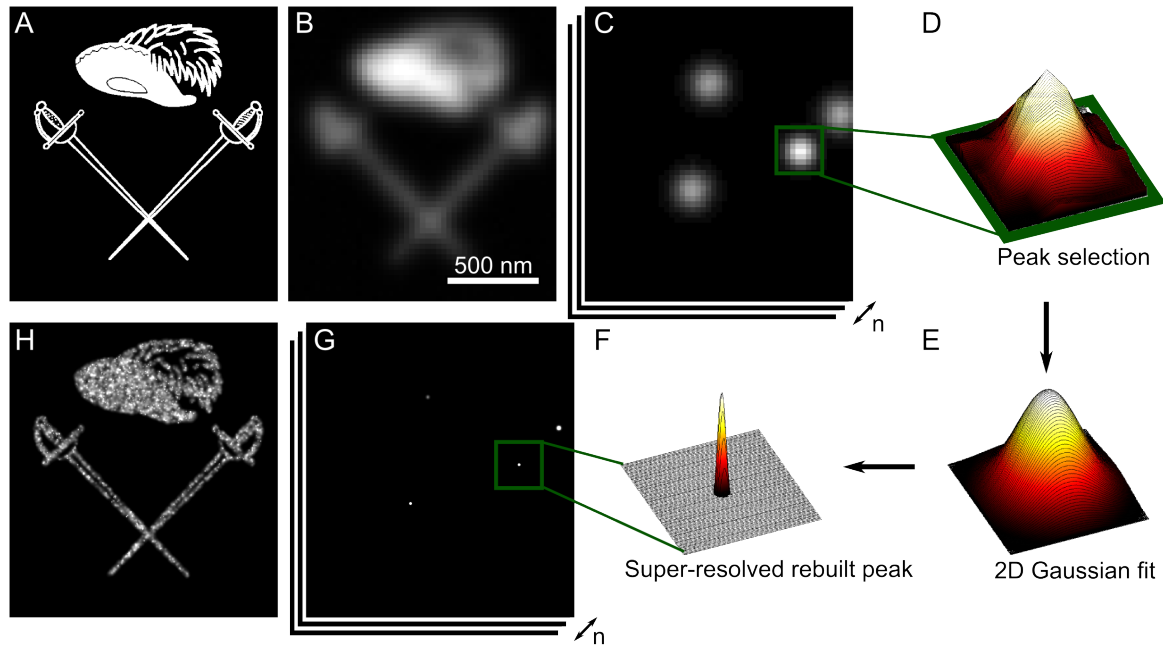 A
B
C
D
500 nm
n
Peak selection
H
G
F
E
n
Super-resolved rebuilt peak
2D Gaussian fit